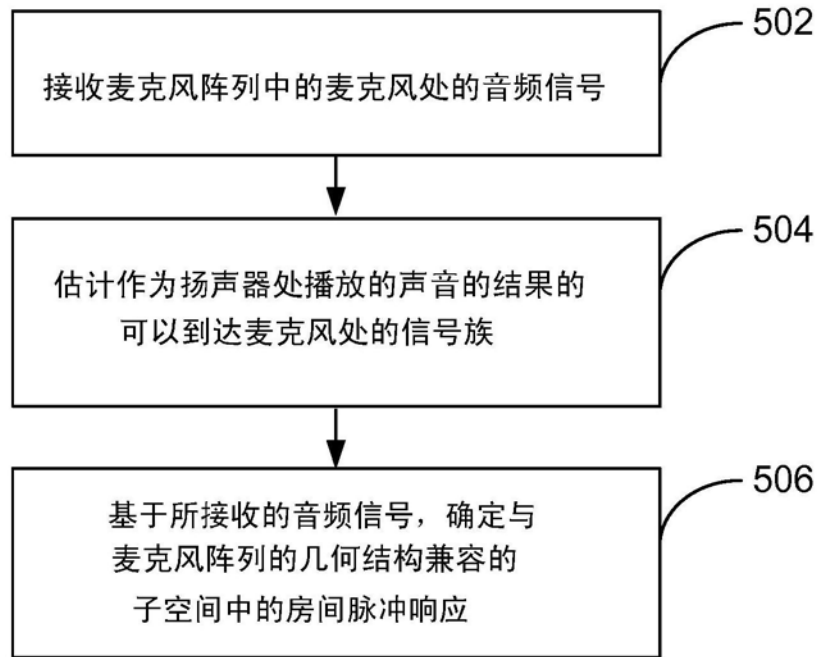 502
接收麦克风阵列中的麦克风处的音频信号
504
估计作为扬声器处播放的声音的结果的
可以到达麦克风处的信号族
506
基于所接收的音频信号，确定与
麦克风阵列的几何结构兼容的
子空间中的房间脉冲响应